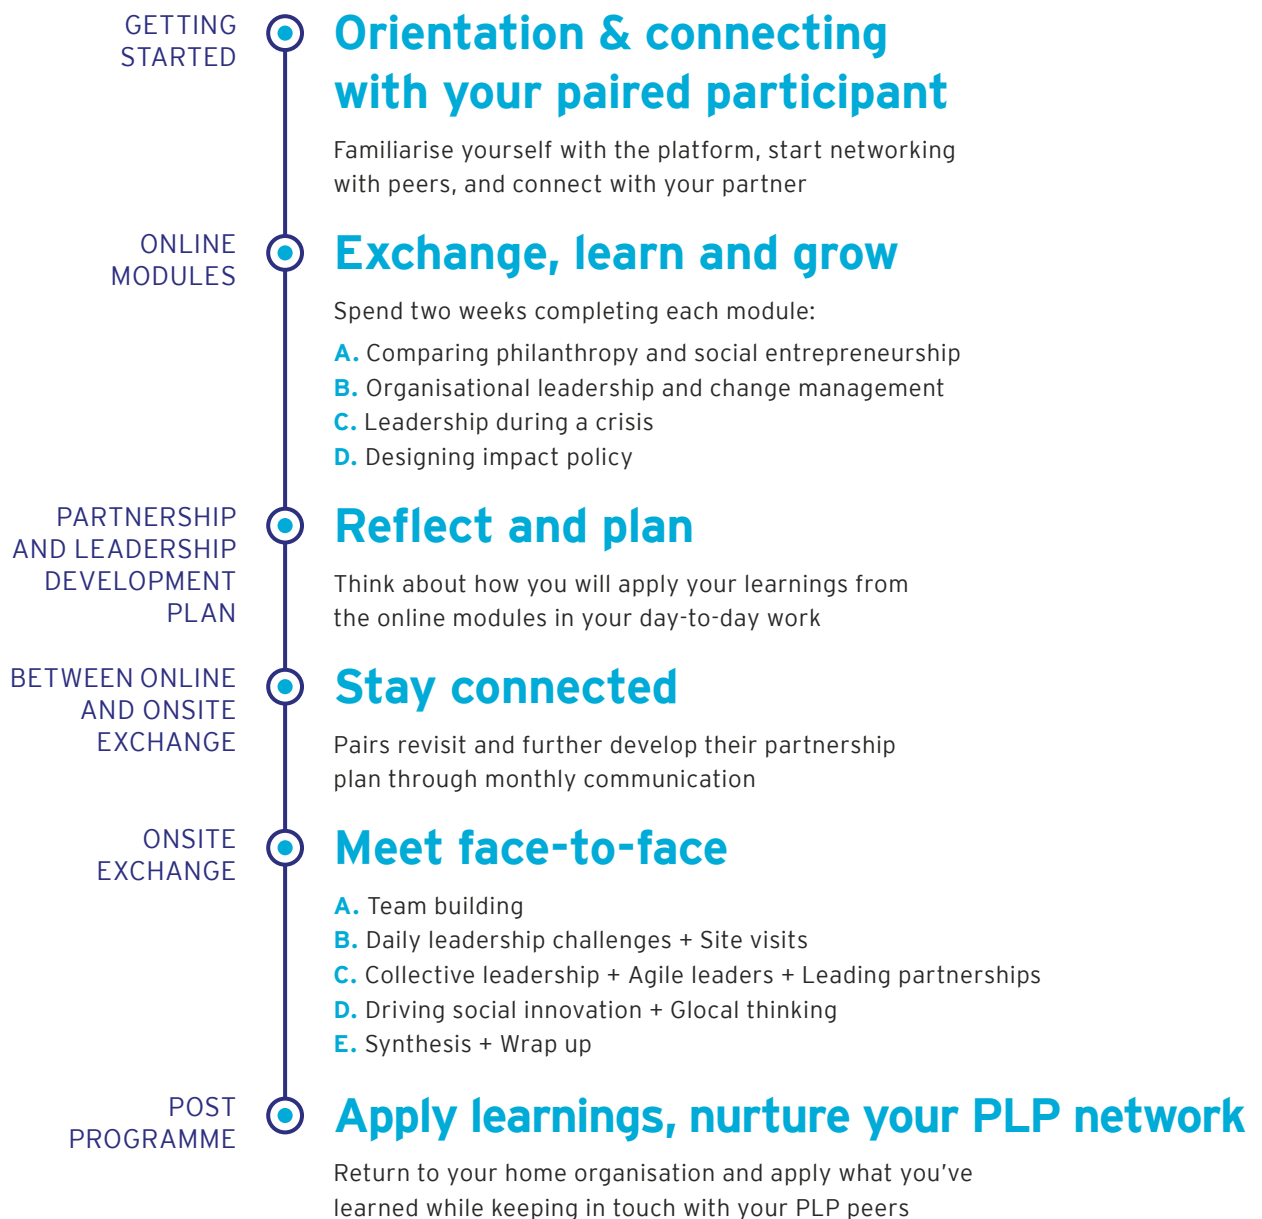 GETTING
STARTED
Orientation & connecting
with your paired participant
Familiarise yourself with the platform, start networking
with peers, and connect with your partner
ONLINE
MODULES
Exchange, learn and grow
Spend two weeks completing each module:
A. Comparing philanthropy and social entrepreneurship
B. Organisational leadership and change management
C. Leadership during a crisis
D. Designing impact policy
PARTNERSHIP
AND LEADERSHIP
DEVELOPMENT
PLAN
Reflect and plan
Think about how you will apply your learnings from
the online modules in your day-to-day work
BETWEEN ONLINE
AND ONSITE
EXCHANGE
Stay connected
Pairs revisit and further develop their partnership
plan through monthly communication
ONSITE
EXCHANGE
Meet face-to-face
A. Team building
B. Daily leadership challenges + Site visits
C. Collective leadership + Agile leaders + Leading partnerships
D. Driving social innovation + Glocal thinking
E. Synthesis + Wrap up
POST
PROGRAMME
Apply learnings, nurture your PLP network
Return to your home organisation and apply what you've
learned while keeping in touch with your PLP peers